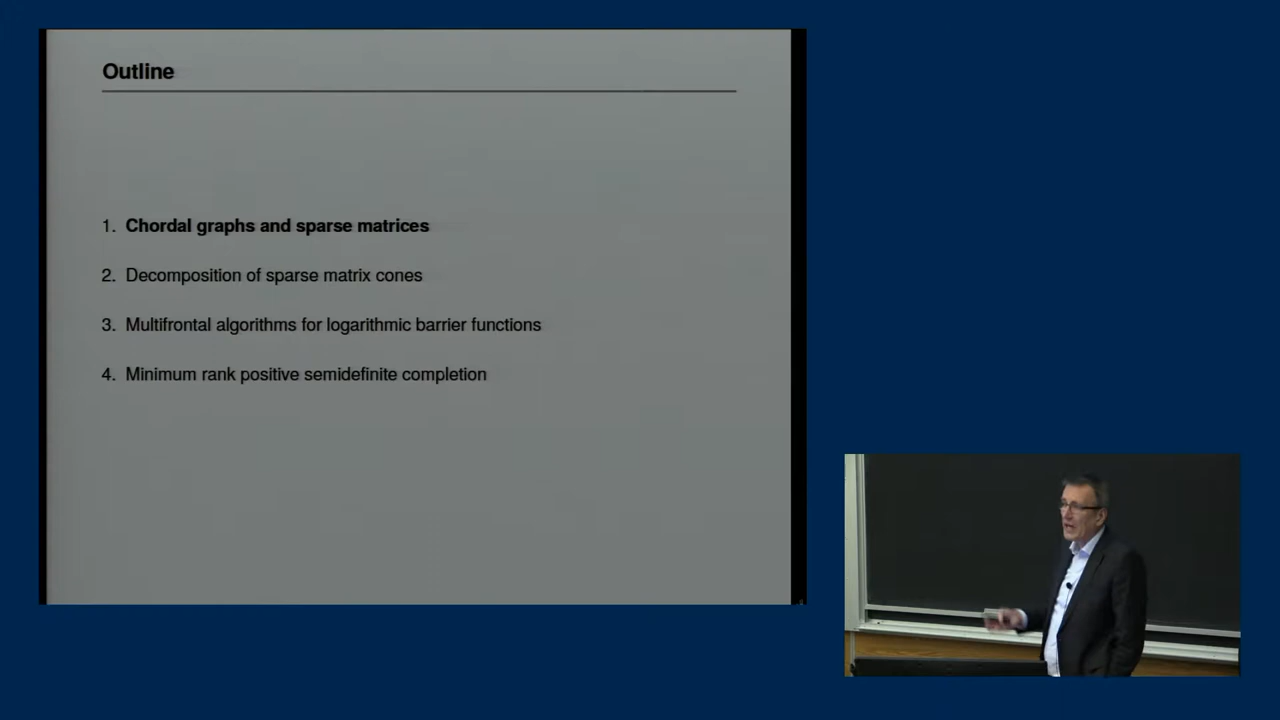 Outline
1. Chordal graphs and sparse matrices
2. Decomposition of sparse matrix cones
3. Multifrontal algorithms for logarithmic barrier functions
4. Minimum rank positive semidefinite completion